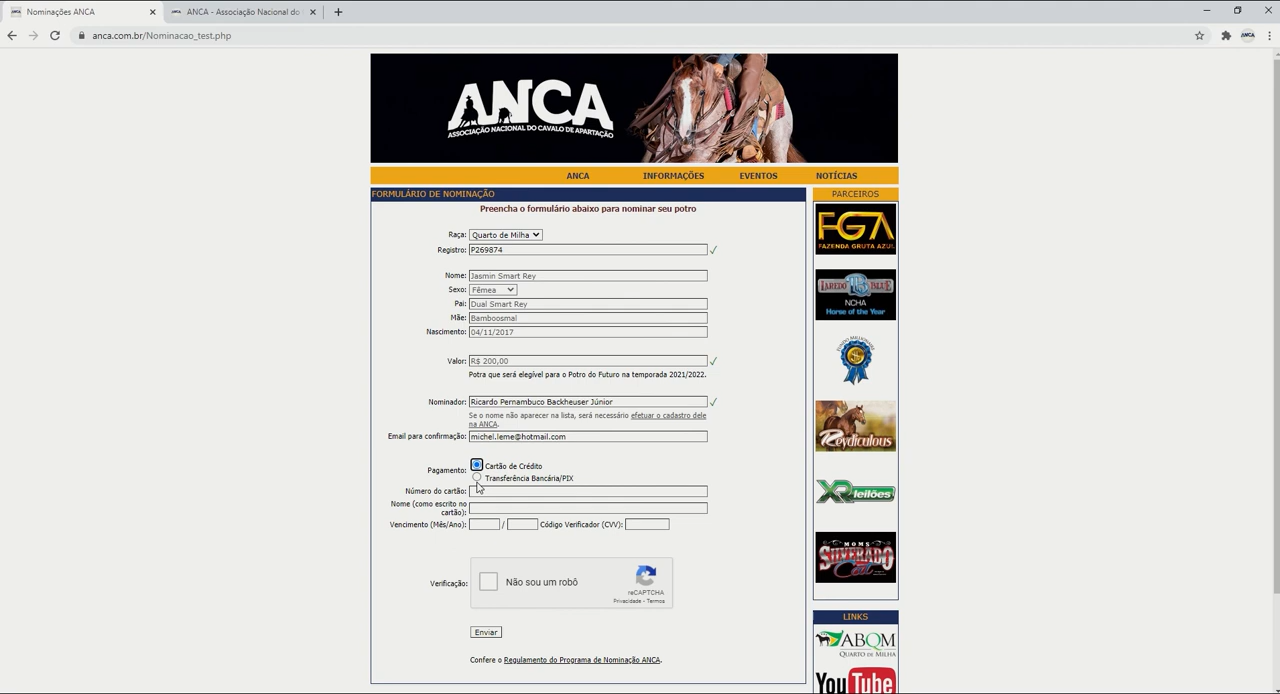 Nominações ANCA
ANCA - Associação Nacional do
anca.com.br/Nominacao_test.php
ANCA
ANCA
ASSOCIAÇÃO NACIONAL DO CAVALO DE APARTAÇÃO
ANCA INFORMAÇÕES EVENTOS NOTÍCIAS
FORMULÁRIO DE NOMINAÇÃO
Preencha o formulário abaixo para nominar seu potro
Raça: Quarto de Milha
Registro: P269874
Nome: Jasmin Smart Rey
Sexo: Fêmea
Pai: Dual Smart Rey
Mãe: Bamboosmal
Nascimento: 04/11/2017
Valor: R$ 200,00
Potra que será elegível para o Potro do Futuro na temporada 2021/2022.
Nominador: Ricardo Pernambuco Backheuser Júnior
Se o nome não aparecer na lista, será necessário efetuar o cadastro dele
na ANCA.
Email para confirmação: michel.leme@hotmail.com
Pagamento: Cartão de Crédito
Transferência Bancária/PIX
Número do cartão:
Nome (como escrito no
cartão):
Vencimento (Mês/Ano): / Código Verificador (CVV):
Verificação: Não sou um robô
reCAPTCHA
Privacidade - Termos
Enviar
Confere o Regulamento do Programa de Nominação ANCA.
PARCEIROS
FGA
FAZENDA GRUTA AZUL
LAREDO BLUE
NCHA
Horse of the Year
Reydiculous
XR leilões
MOMS
SILVERADO
Cat
LINKS
ABQM
QUARTO DE MILHA
YouTube